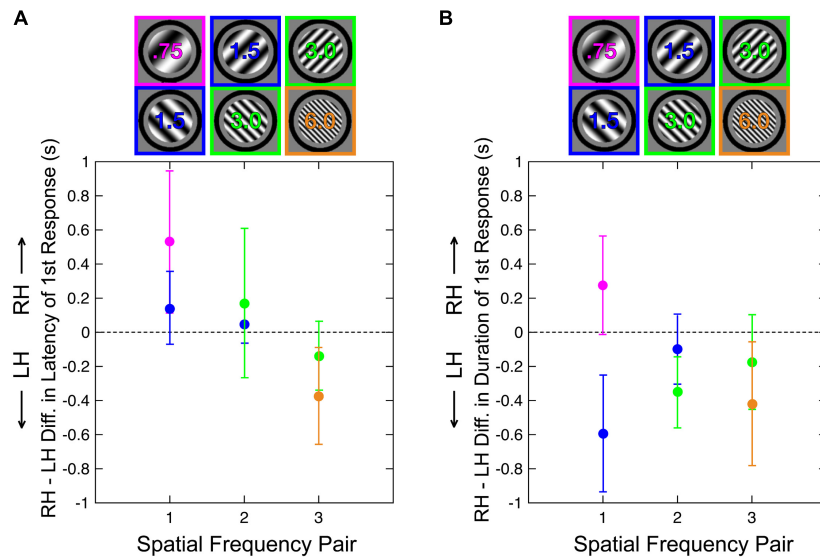 A
.75 1.5 3.0
1.5 3.0 6.0
RH - LH Diff. in Latency of 1st Response (s)
LH RH
1
0.8
0.6
0.4
0.2
0
-0.2
-0.4
-0.6
-0.8
-1
1 2 3
Spatial Frequency Pair
B
.75 1.5 3.0
1.5 3.0 6.0
RH - LH Diff. in Duration of 1st Response (s)
LH RH
1
0.8
0.6
0.4
0.2
0
-0.2
-0.4
-0.6
-0.8
-1
1 2 3
Spatial Frequency Pair